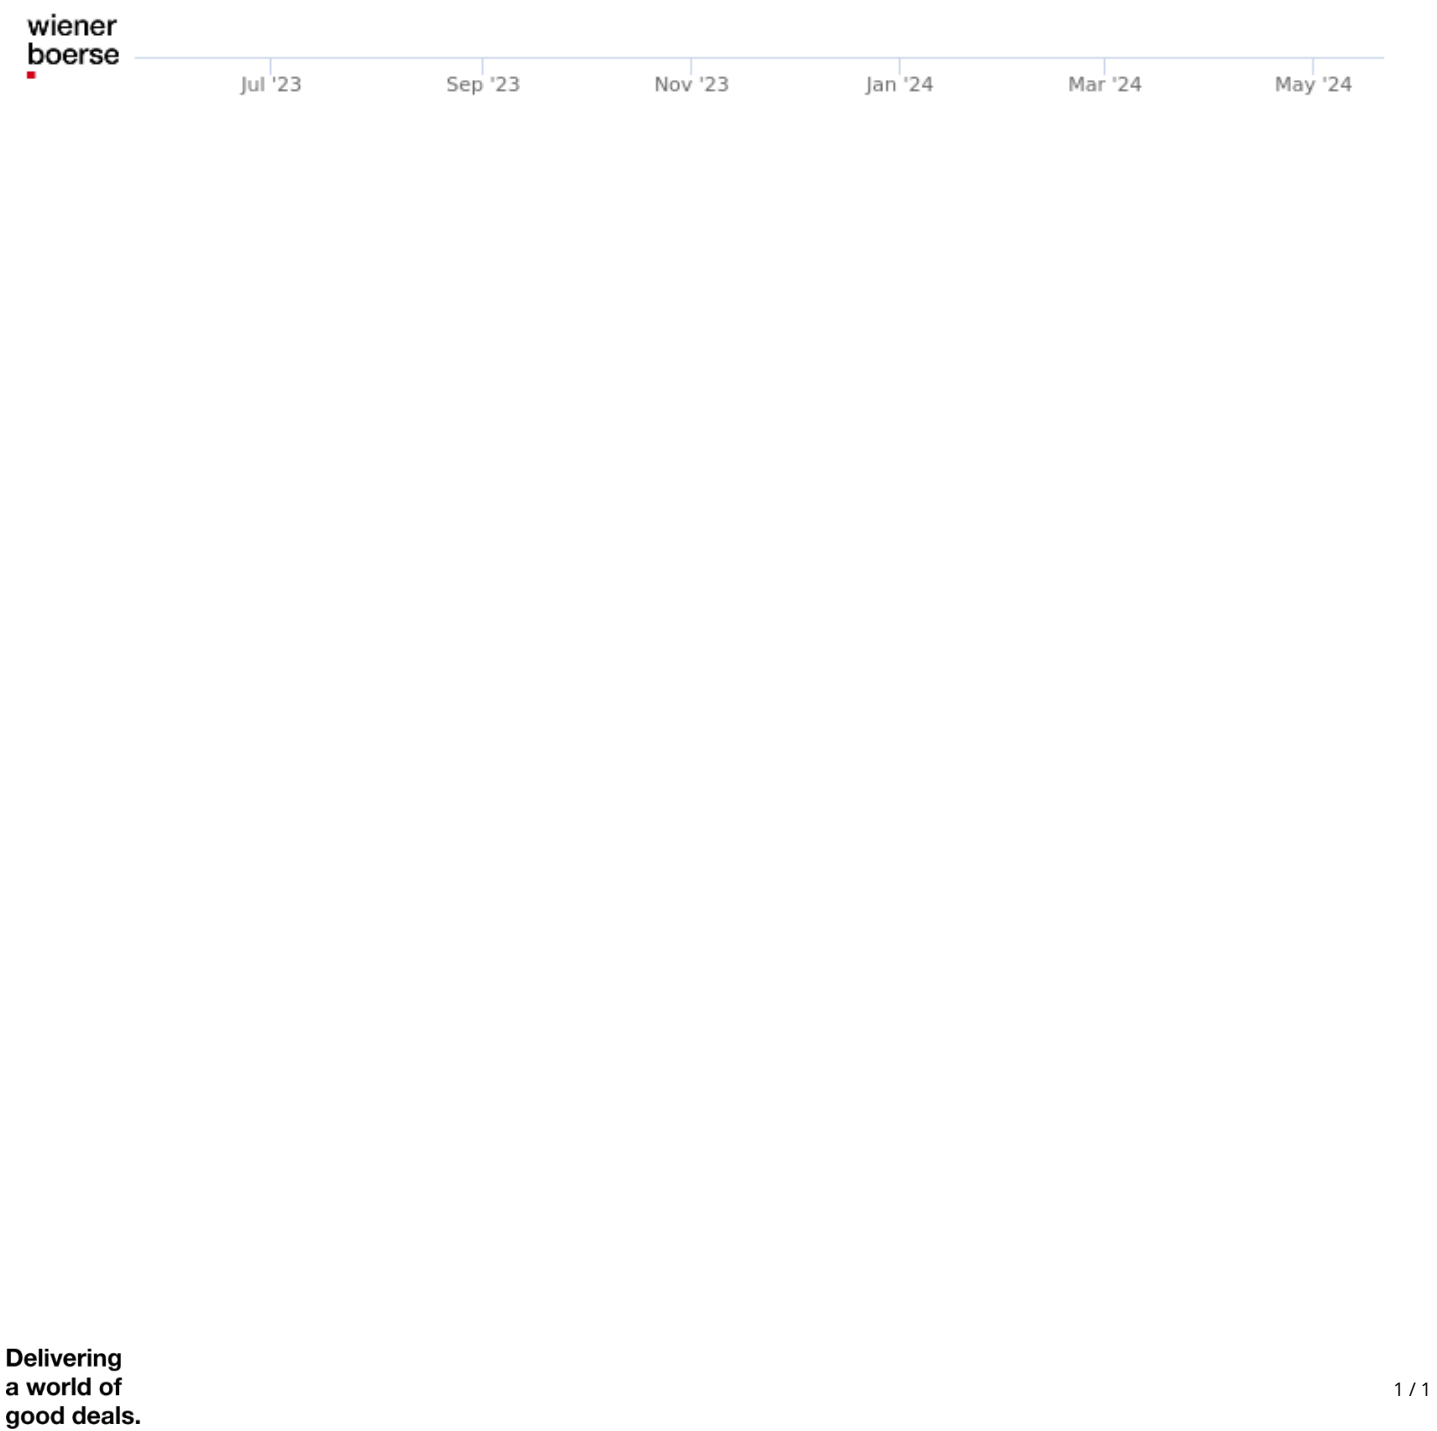 wiener
boerse
Jul '23 Sep '23 Nov '23 Jan '24 Mar '24 May '24
Delivering
a world of
good deals.
1 / 1